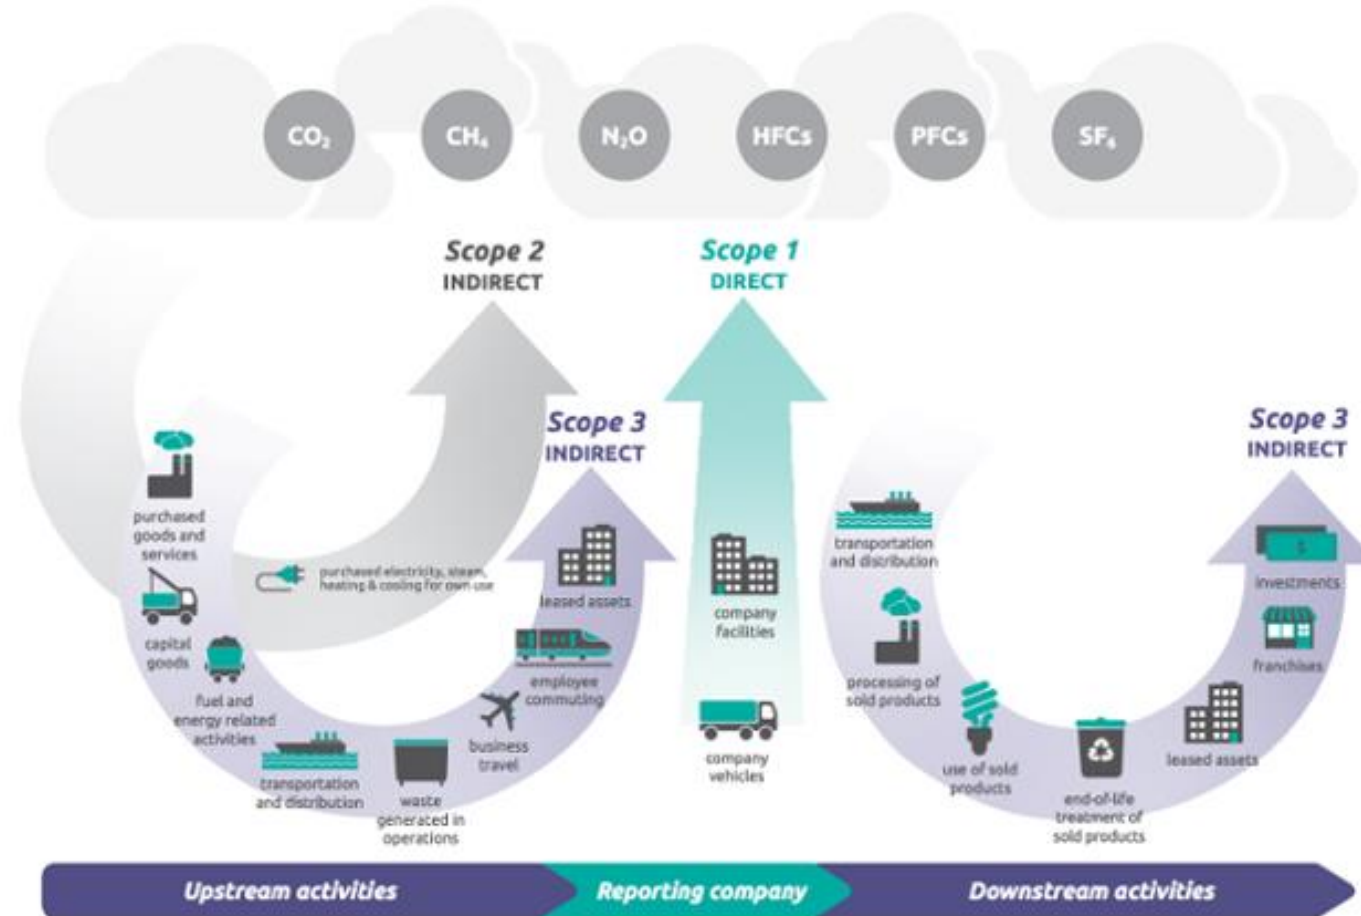 CO₂ CH₄ N₂O HFCs PFCs SF₆
Scope 2
INDIRECT
Scope 1
DIRECT
Scope 3
INDIRECT
Scope 3
INDIRECT
purchased
goods and
services
capital
goods
fuel and
energy related
activities
transportation
and distribution
waste
generated in
operations
business
travel
employee
commuting
leased assets
purchased electricity, steam,
heating & cooling for own use
company
facilities
company
vehicles
transportation
and distribution
processing of
sold products
use of sold
products
end-of-life
treatment of
sold products
leased assets
franchises
investments
$
Upstream activities
Reporting company
Downstream activities